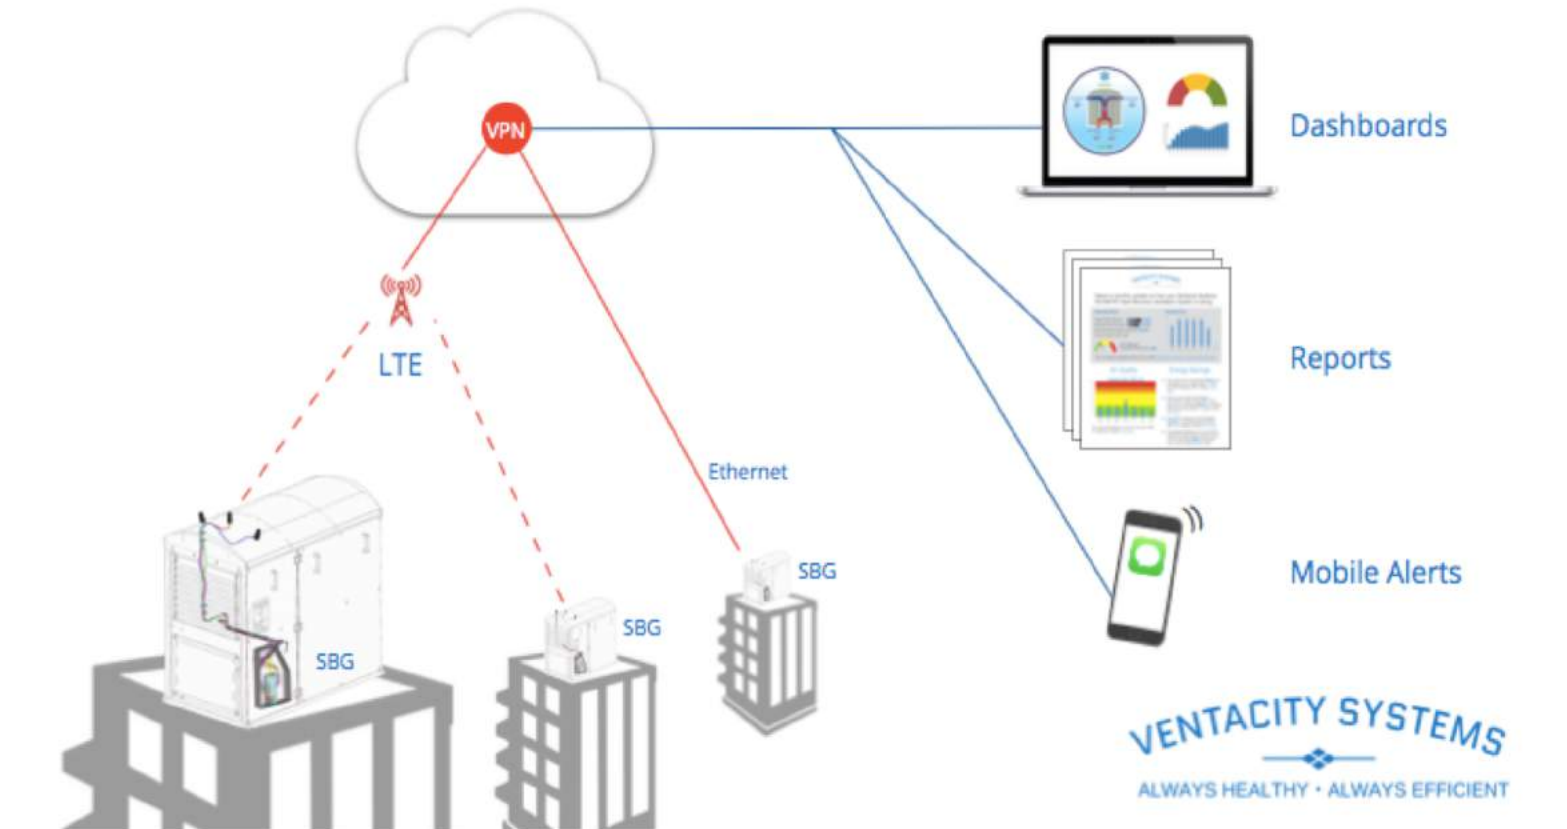 VPN
Dashboards
LTE
Reports
Ethernet
SBG
SBG
SBG
Mobile Alerts
VENTACITY SYSTEMS
ALWAYS HEALTHY • ALWAYS EFFICIENT